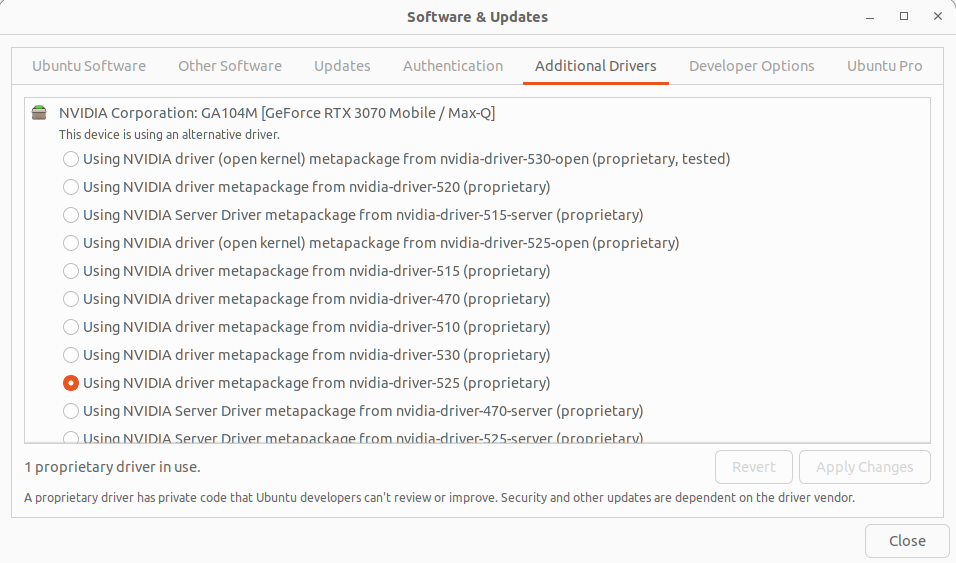 Software & Updates
Ubuntu Software Other Software Updates Authentication Additional Drivers Developer Options Ubuntu Pro
NVIDIA Corporation: GA104M [GeForce RTX 3070 Mobile / Max-Q]
This device is using an alternative driver.
Using NVIDIA driver (open kernel) metapackage from nvidia-driver-530-open (proprietary, tested)
Using NVIDIA driver metapackage from nvidia-driver-520 (proprietary)
Using NVIDIA Server Driver metapackage from nvidia-driver-515-server (proprietary)
Using NVIDIA driver (open kernel) metapackage from nvidia-driver-525-open (proprietary)
Using NVIDIA driver metapackage from nvidia-driver-515 (proprietary)
Using NVIDIA driver metapackage from nvidia-driver-470 (proprietary)
Using NVIDIA driver metapackage from nvidia-driver-510 (proprietary)
Using NVIDIA driver metapackage from nvidia-driver-530 (proprietary)
Using NVIDIA driver metapackage from nvidia-driver-525 (proprietary)
Using NVIDIA Server Driver metapackage from nvidia-driver-470-server (proprietary)
Using NVIDIA Server Driver metapackage from nvidia-driver-525-server (proprietary)
1 proprietary driver in use.
Revert Apply Changes
A proprietary driver has private code that Ubuntu developers can't review or improve. Security and other updates are dependent on the driver vendor.
Close